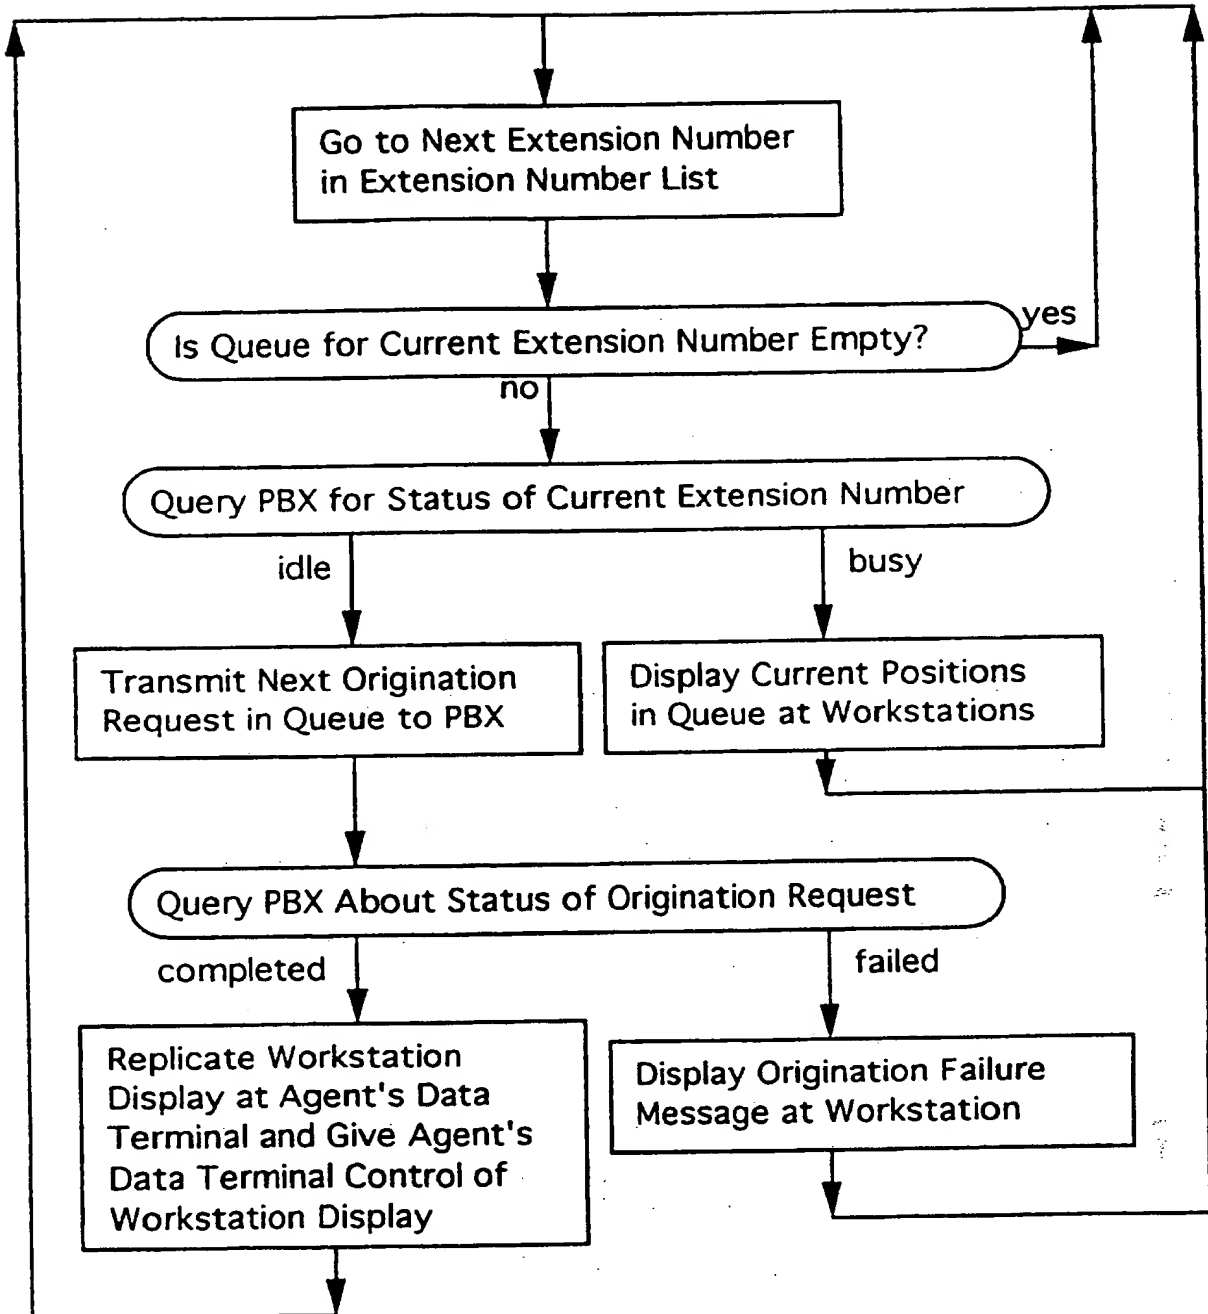 Go to Next Extension Number
in Extension Number List
Is Queue for Current Extension Number Empty?
yes
no
Query PBX for Status of Current Extension Number
idle
busy
Transmit Next Origination
Request in Queue to PBX
Display Current Positions
in Queue at Workstations
Query PBX About Status of Origination Request
completed
failed
Replicate Workstation
Display at Agent's Data
Terminal and Give Agent's
Data Terminal Control of
Workstation Display
Display Origination Failure
Message at Workstation